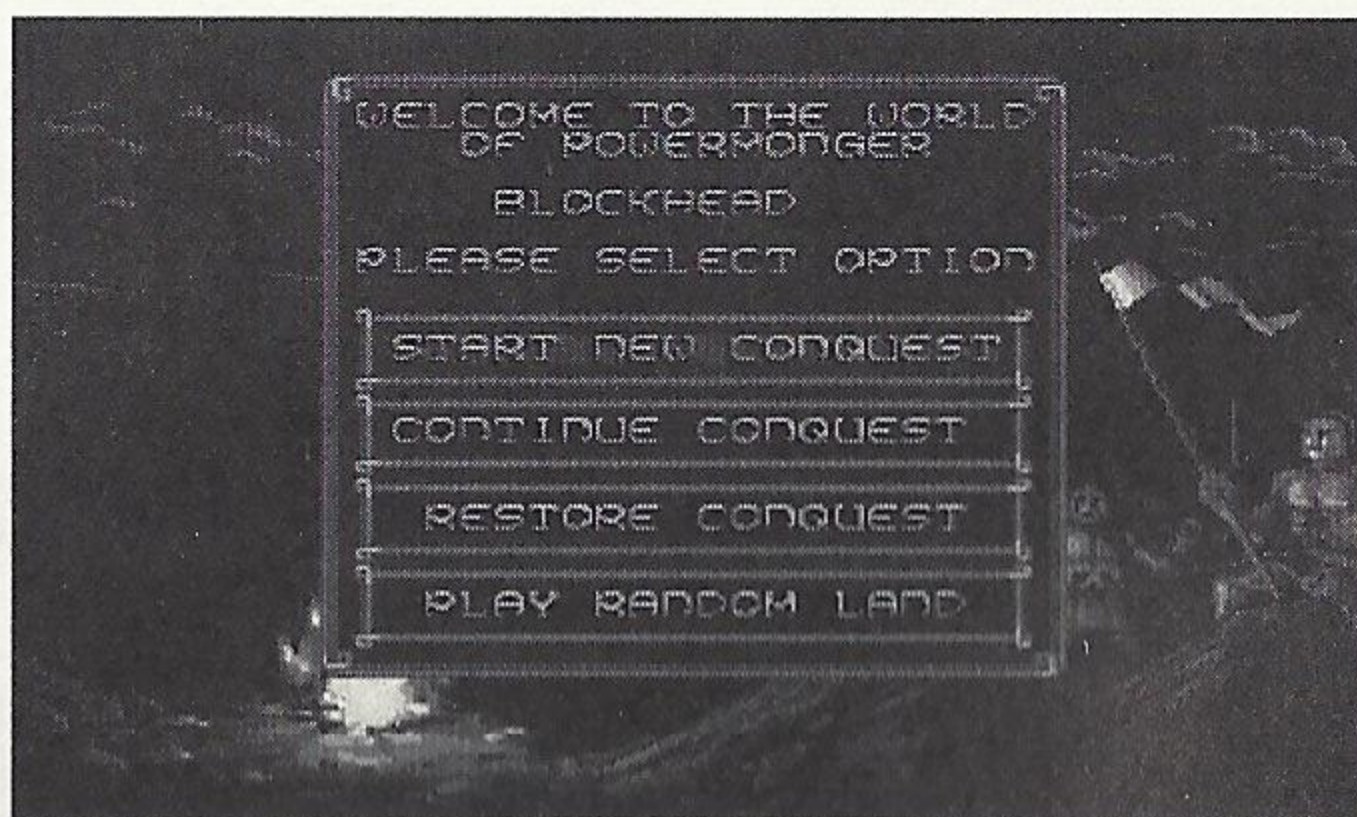 WELCOME TO THE WORLD
OF POWERMONGER
BLOCKHEAD
PLEASE SELECT OPTION
START NEW CONQUEST
CONTINUE CONQUEST
RESTORE CONQUEST
PLAY RANDOM LAND